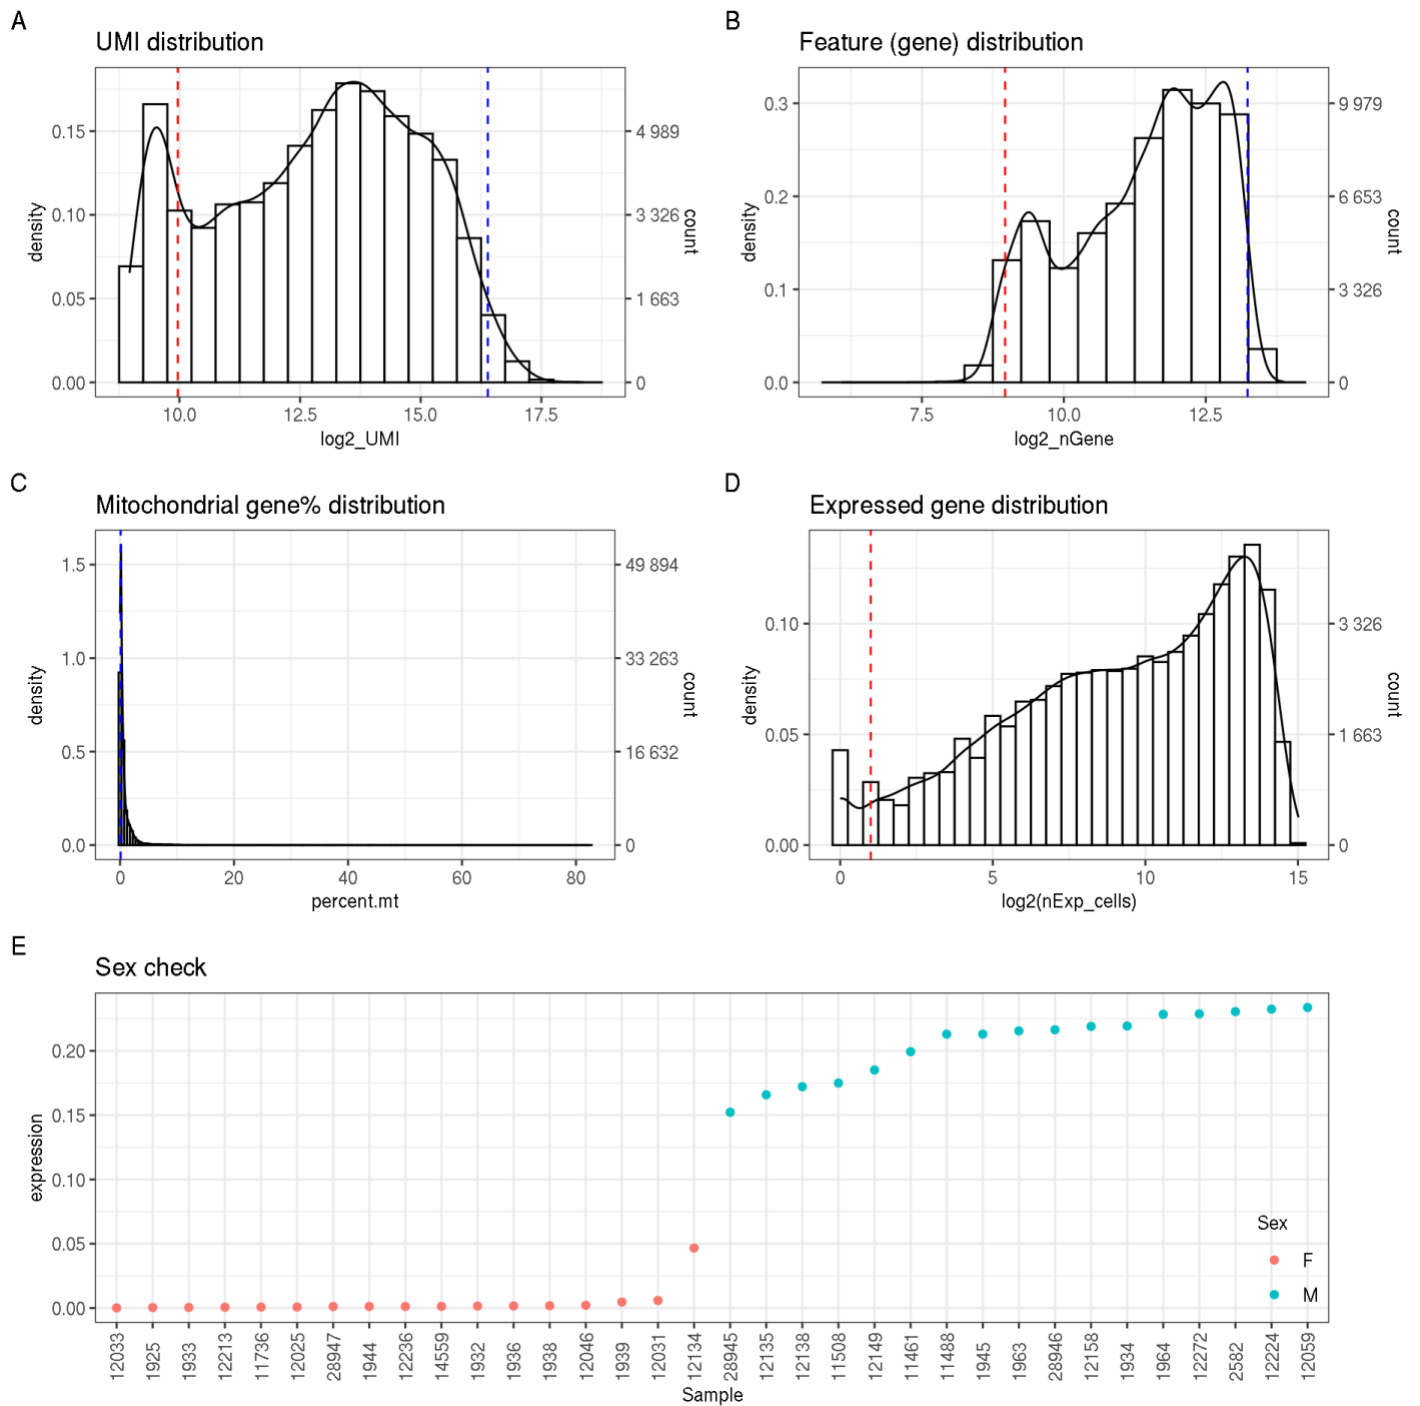 A
UMI distribution
density
0.15
0.10
0.05
0.00
4 989
3 326
1 663
0
count
10.0 12.5 15.0 17.5
log2_UMI
B
Feature (gene) distribution
density
0.3
0.2
0.1
0.0
9 979
6 653
3 326
0
count
7.5 10.0 12.5
log2_nGene
C
Mitochondrial gene% distribution
density
1.5
1.0
0.5
0.0
49 894
33 263
16 632
0
count
0 20 40 60 80
percent.mt
D
Expressed gene distribution
density
0.10
0.05
0.00
3 326
1 663
0
count
0 5 10 15
log2(nExp_cells)
E
Sex check
expression
0.20
0.15
0.10
0.05
0.00
Sex
F
M
12033 1925 1933 12213 11736 12025 28947 1944 12236 14559 1932 1936 1938 12046 1939 12031 12134 28945 12135 12138 11508 12149 11461 11488 1945 1963 28946 12158 1934 1964 12272 2582 12224 12059
Sample